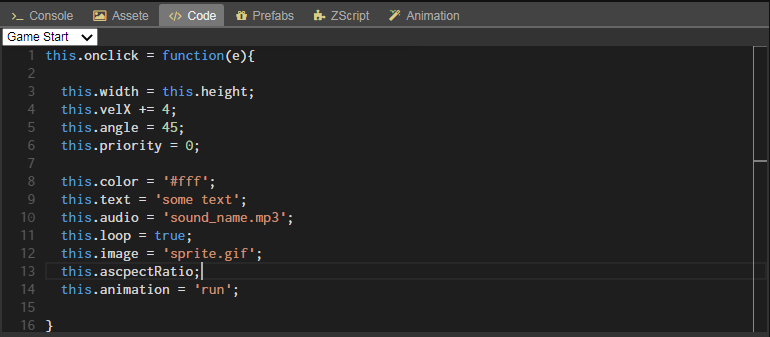 Console Assete Code Prefabs ZScript Animation
Game Start
1 this.onclick = function(e){
2
3 this.width = this.height;
4 this.velX += 4;
5 this.angle = 45;
6 this.priority = 0;
7
8 this.color = '#fff';
9 this.text = 'some text';
10 this.audio = 'sound_name.mp3';
11 this.loop = true;
12 this.image = 'sprite.gif';
13 this.ascpectRatio;
14 this.animation = 'run';
15
16 }